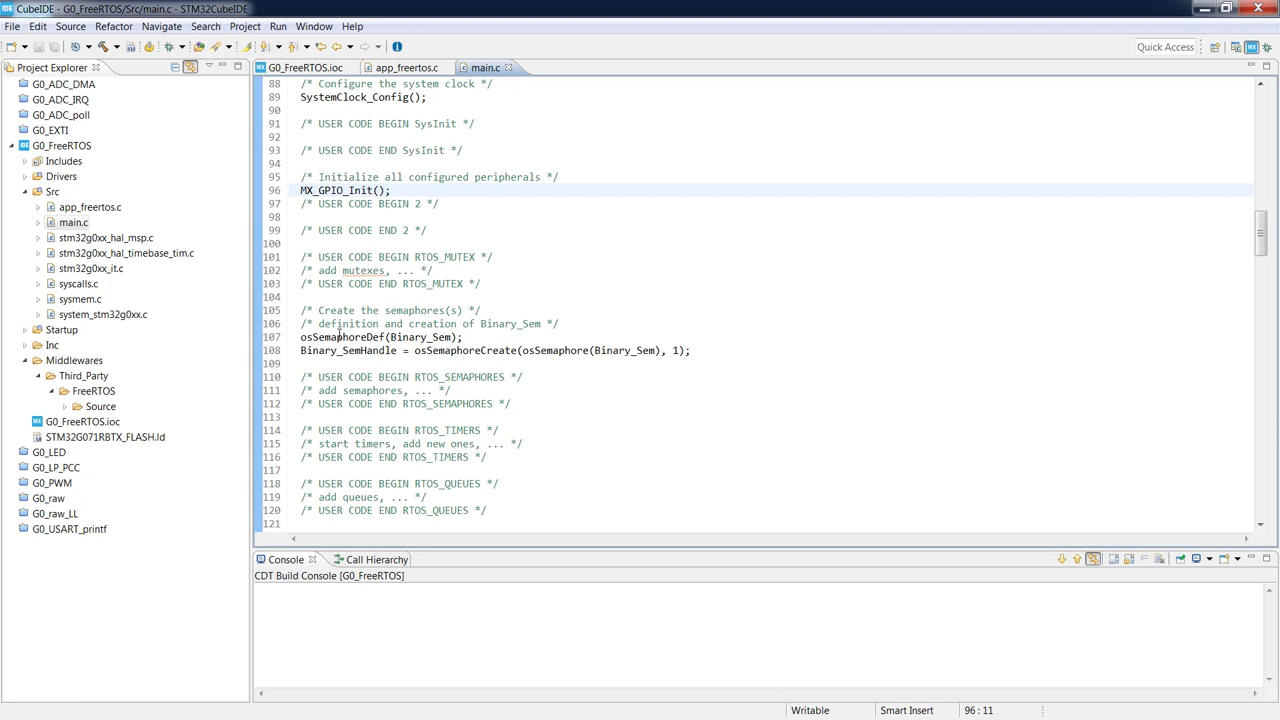 CubeIDE - G0_FreeRTOS/Src/main.c - STM32CubeIDE
File Edit Source Refactor Navigate Search Project Run Window Help
Quick Access
Project Explorer
G0_ADC_DMA
G0_ADC_IRQ
G0_ADC_poll
G0_EXTI
G0_FreeRTOS
Includes
Drivers
Src
app_freertos.c
main.c
stm32g0xx_hal_msp.c
stm32g0xx_hal_timebase_tim.c
stm32g0xx_it.c
syscalls.c
sysmem.c
system_stm32g0xx.c
Startup
Inc
Middlewares
Third_Party
FreeRTOS
Source
G0_FreeRTOS.ioc
STM32G071RBTX_FLASH.ld
G0_LED
G0_LP_PCC
G0_PWM
G0_raw
G0_raw_LL
G0_USART_printf
G0_FreeRTOS.ioc app_freertos.c main.c
88 /* Configure the system clock */
89 SystemClock_Config();
90
91 /* USER CODE BEGIN SysInit */
92
93 /* USER CODE END SysInit */
94
95 /* Initialize all configured peripherals */
96 MX_GPIO_Init();
97 /* USER CODE BEGIN 2 */
98
99 /* USER CODE END 2 */
100
101 /* USER CODE BEGIN RTOS_MUTEX */
102 /* add mutexes, ... */
103 /* USER CODE END RTOS_MUTEX */
104
105 /* Create the semaphores(s) */
106 /* definition and creation of Binary_Sem */
107 osSemaphoreDef(Binary_Sem);
108 Binary_SemHandle = osSemaphoreCreate(osSemaphore(Binary_Sem), 1);
109
110 /* USER CODE BEGIN RTOS_SEMAPHORES */
111 /* add semaphores, ... */
112 /* USER CODE END RTOS_SEMAPHORES */
113
114 /* USER CODE BEGIN RTOS_TIMERS */
115 /* start timers, add new ones, ... */
116 /* USER CODE END RTOS_TIMERS */
117
118 /* USER CODE BEGIN RTOS_QUEUES */
119 /* add queues, ... */
120 /* USER CODE END RTOS_QUEUES */
121
Console Call Hierarchy
CDT Build Console [G0_FreeRTOS]
Writable Smart Insert 96 : 11